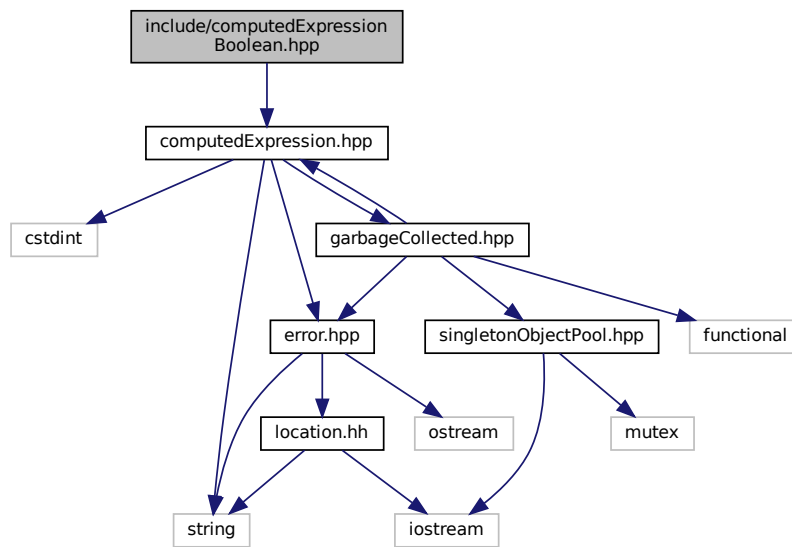 include/computedExpression
Boolean.hpp
computedExpression.hpp
cstdint
garbageCollected.hpp
error.hpp
singletonObjectPool.hpp
functional
location.hh
ostream
mutex
string
iostream